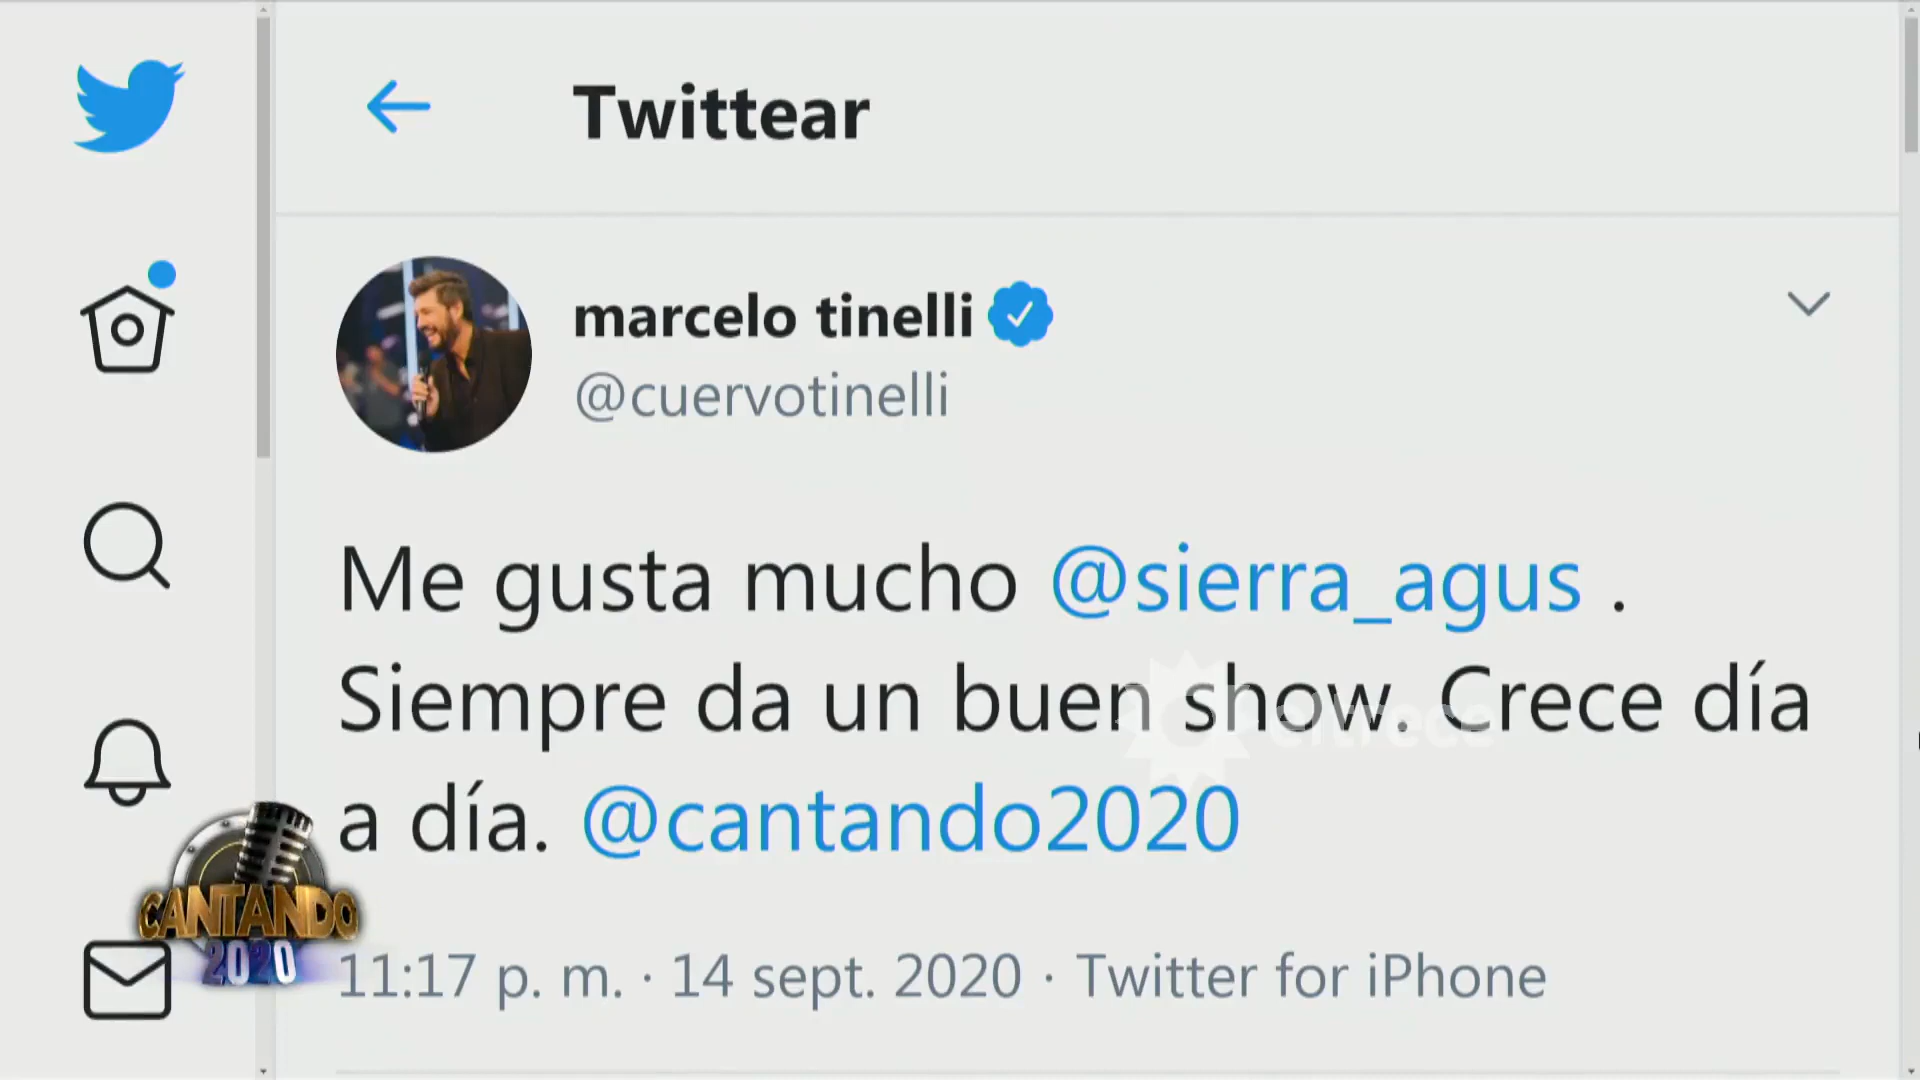 Twittear
marcelo tinelli
@cuervotinelli
Me gusta mucho @sierra_agus .
Siempre da un buen show. Crece día
a día. @cantando2020
eltrece
CANTANDO
2020
11:17 p. m. · 14 sept. 2020 · Twitter for iPhone